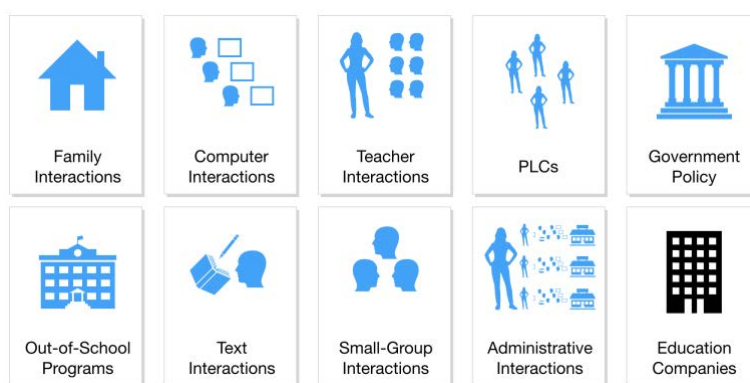 Family
Interactions
Computer
Interactions
Teacher
Interactions
PLCs
Government
Policy
Out-of-School
Programs
Text
Interactions
Small-Group
Interactions
Administrative
Interactions
Education
Companies